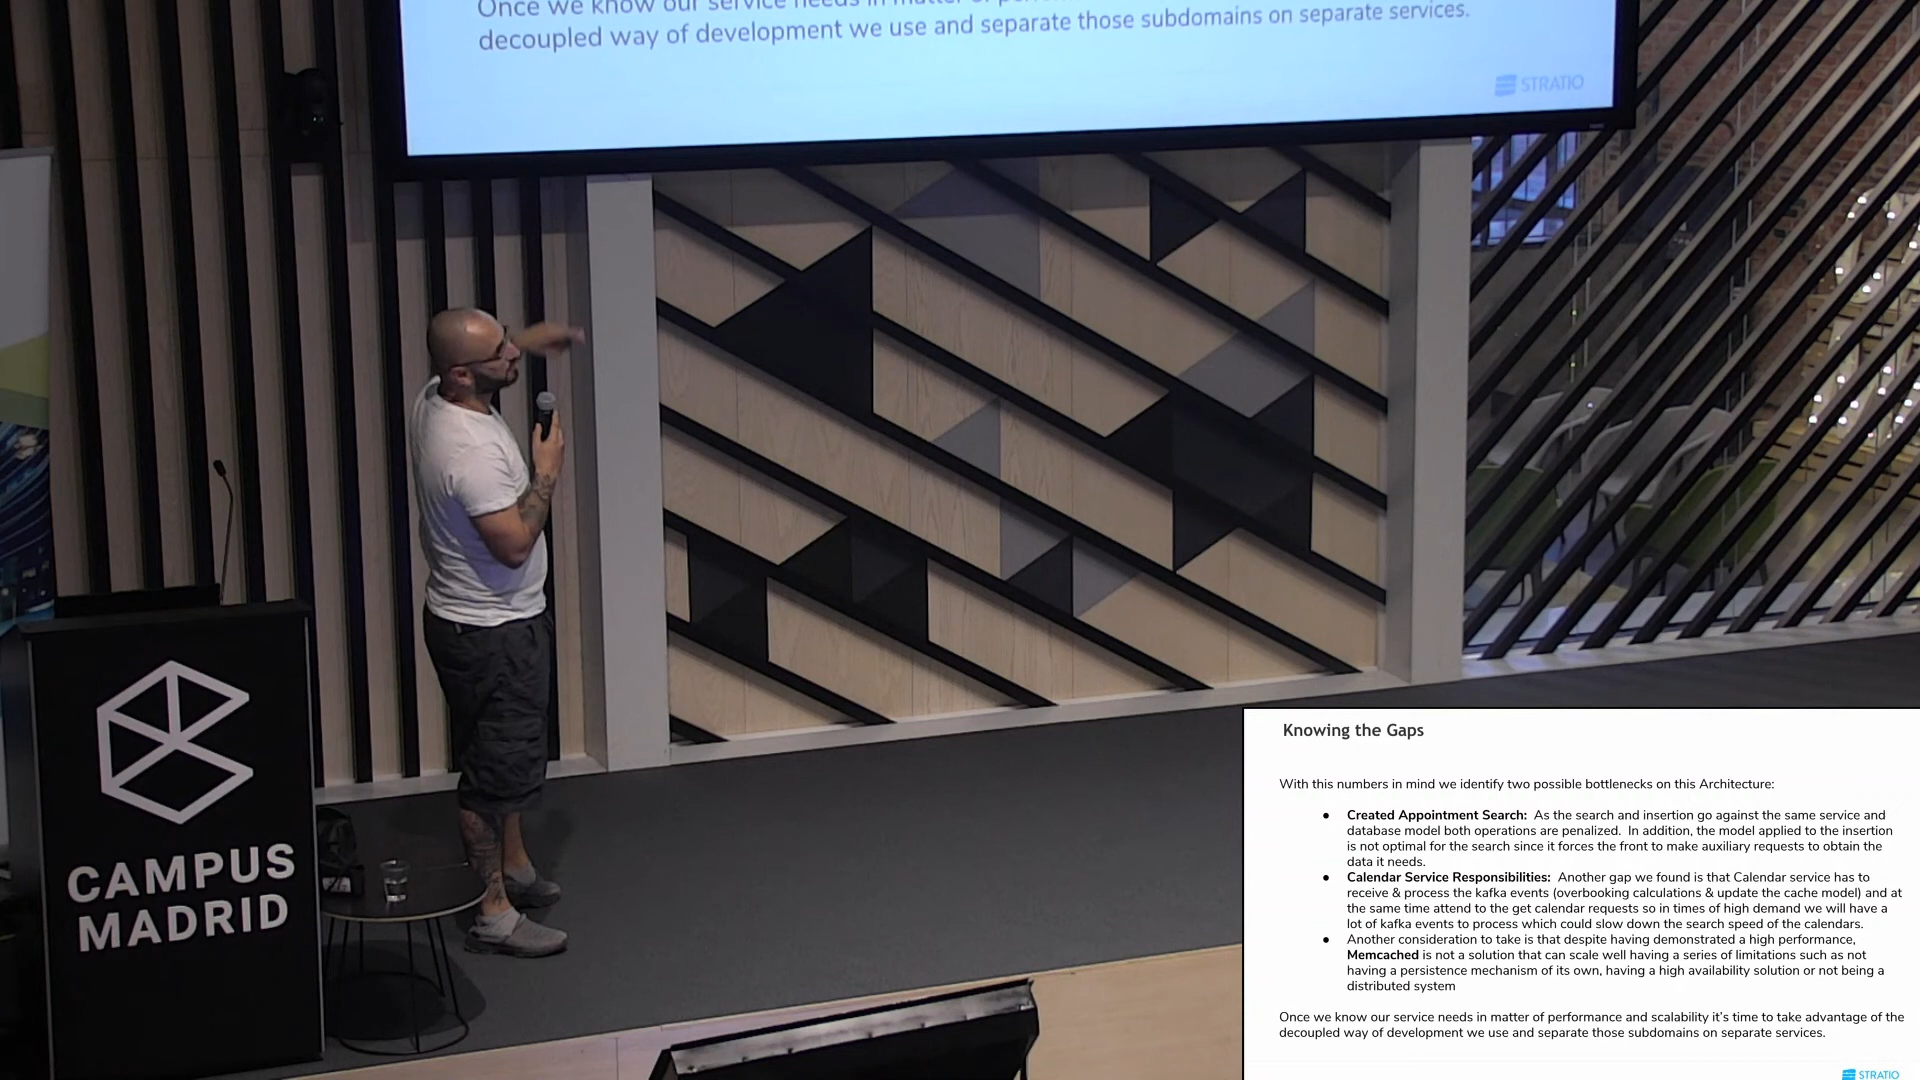 Once we know our service needs in matter of
decoupled way of development we use and separate those subdomains on separate services.
STRATIO
CAMPUS
MADRID
Knowing the Gaps
With this numbers in mind we identify two possible bottlenecks on this Architecture:
● Created Appointment Search: As the search and insertion go against the same service and
database model both operations are penalized. In addition, the model applied to the insertion
is not optimal for the search since it forces the front to make auxiliary requests to obtain the
data it needs.
● Calendar Service Responsibilities: Another gap we found is that Calendar service has to
receive & process the kafka events (overbooking calculations & update the cache model) and at
the same time attend to the get calendar requests so in times of high demand we will have a
lot of kafka events to process which could slow down the search speed of the calendars.
● Another consideration to take is that despite having demonstrated a high performance,
Memcached is not a solution that can scale well having a series of limitations such as not
having a persistence mechanism of its own, having a high availability solution or not being a
distributed system
Once we know our service needs in matter of performance and scalability it's time to take advantage of the
decoupled way of development we use and separate those subdomains on separate services.
STRATIO